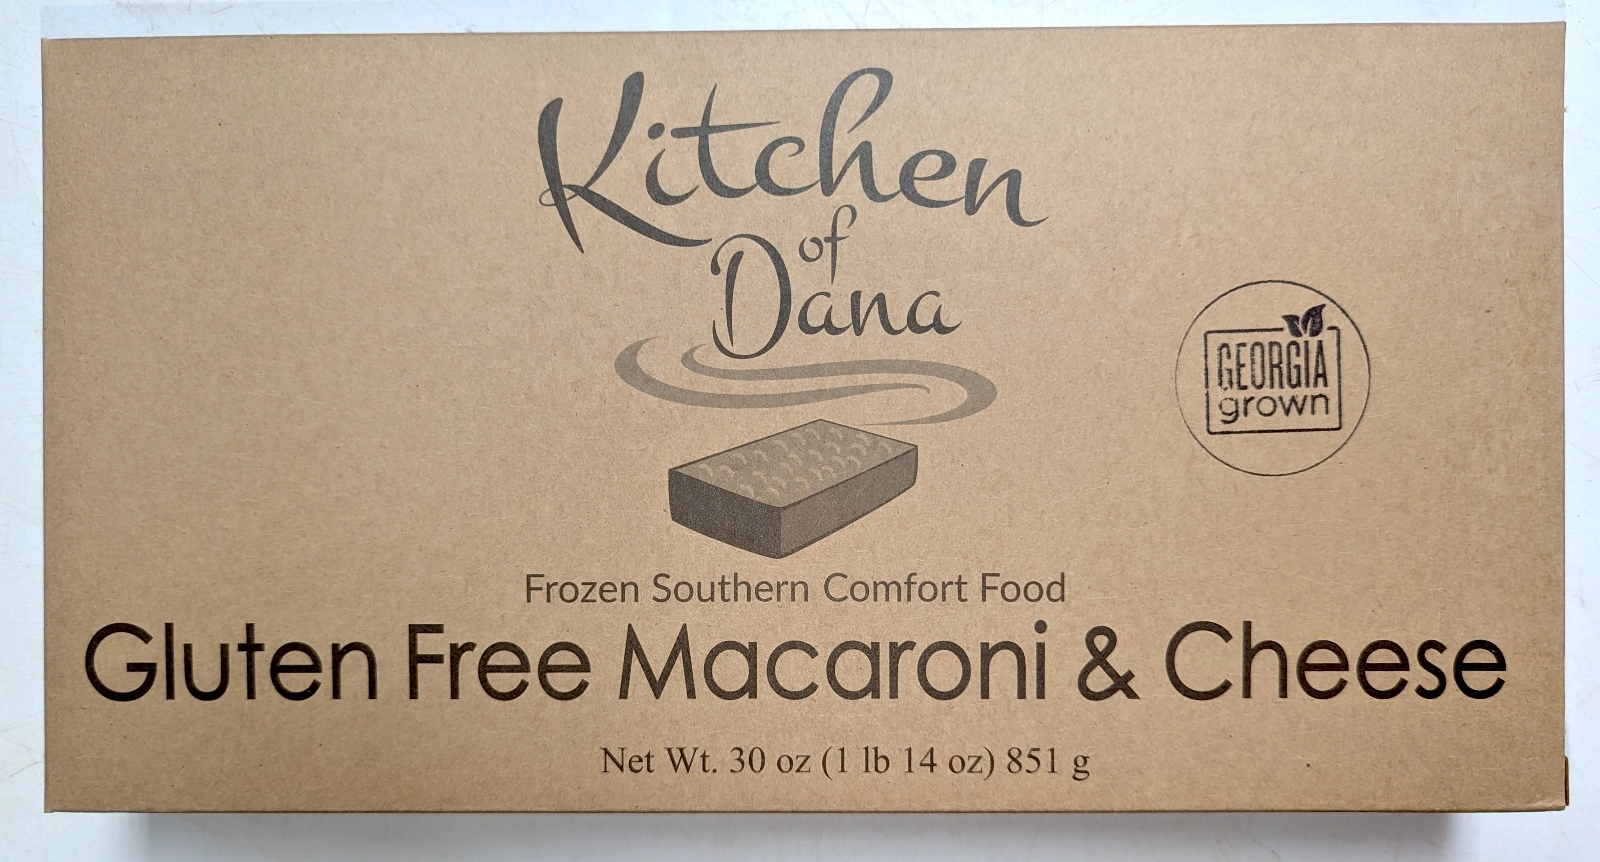 Kitchen
of
Dana
GEORGIA
grown
Frozen Southern Comfort Food
Gluten Free Macaroni & Cheese
Net Wt. 30 oz (1 lb 14 oz) 851 g